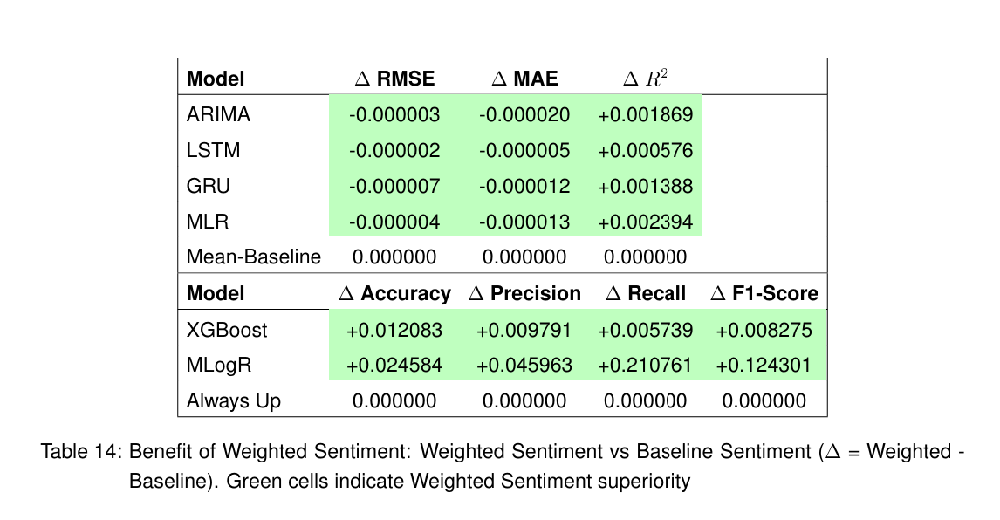 Model Δ RMSE Δ MAE Δ R²
ARIMA -0.000003 -0.000020 +0.001869
LSTM -0.000002 -0.000005 +0.000576
GRU -0.000007 -0.000012 +0.001388
MLR -0.000004 -0.000013 +0.002394
Mean-Baseline 0.000000 0.000000 0.000000
Model Δ Accuracy Δ Precision Δ Recall Δ F1-Score
XGBoost +0.012083 +0.009791 +0.005739 +0.008275
MLogR +0.024584 +0.045963 +0.210761 +0.124301
Always Up 0.000000 0.000000 0.000000 0.000000
Table 14: Benefit of Weighted Sentiment: Weighted Sentiment vs Baseline Sentiment (Δ = Weighted -
Baseline). Green cells indicate Weighted Sentiment superiority